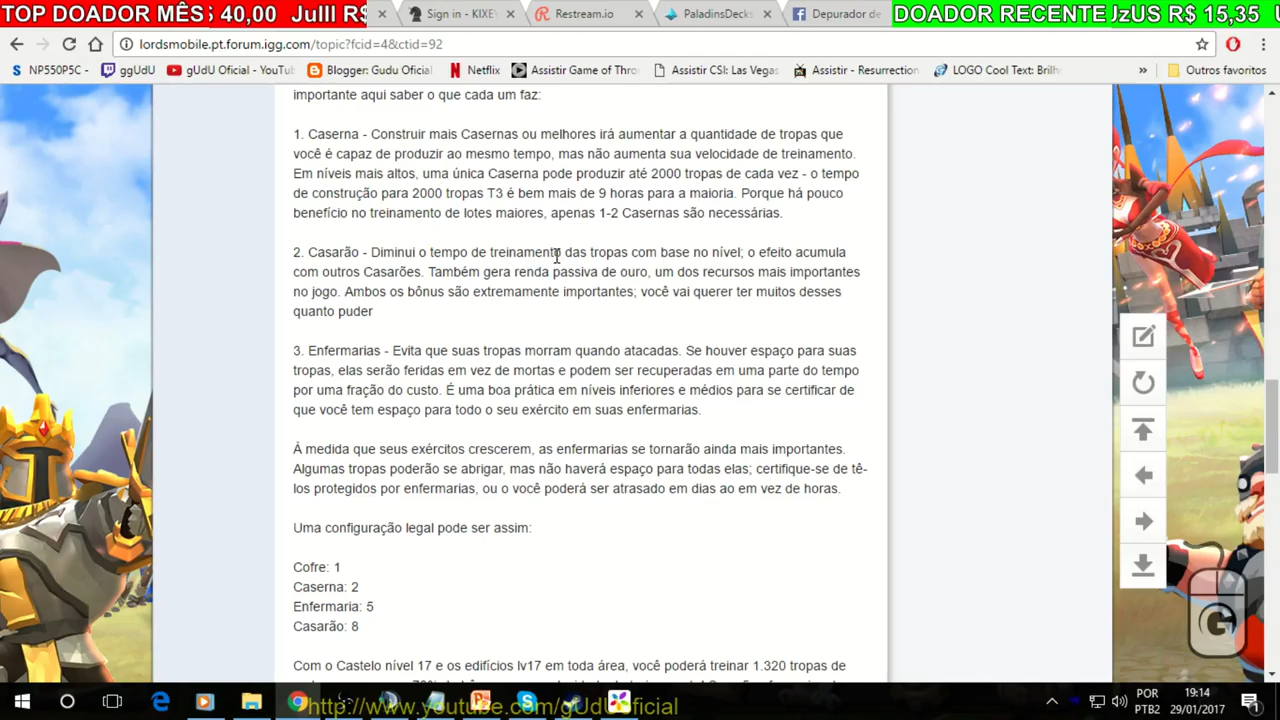 TOP DOADOR MÊS
40,00 Julll R$
Sign in - KIXEY
Restream.io
PaladinsDecks
Depurador de
DOADOR RECENTE
JzUS R$ 15,35
lordsmobile.pt.forum.igg.com/topic?fcid=4&ctid=92
NP550P5C -
ggUdU
gUdU Oficial - YouTu
Blogger: Gudu Oficial
Netflix
Assistir Game of Thro
Assistir CSI: Las Vegas
Assistir - Resurrection
LOGO Cool Text: Brilh
»
Outros favoritos
importante aqui saber o que cada um faz:
1. Caserna - Construir mais Casernas ou melhores irá aumentar a quantidade de tropas que
você é capaz de produzir ao mesmo tempo, mas não aumenta sua velocidade de treinamento.
Em níveis mais altos, uma única Caserna pode produzir até 2000 tropas de cada vez - o tempo
de construção para 2000 tropas T3 é bem mais de 9 horas para a maioria. Porque há pouco
benefício no treinamento de lotes maiores, apenas 1-2 Casernas são necessárias.
2. Casarão - Diminui o tempo de treinamento das tropas com base no nível; o efeito acumula
com outros Casarões. Também gera renda passiva de ouro, um dos recursos mais importantes
no jogo. Ambos os bônus são extremamente importantes; você vai querer ter muitos desses
quanto puder
3. Enfermarias - Evita que suas tropas morram quando atacadas. Se houver espaço para suas
tropas, elas serão feridas em vez de mortas e podem ser recuperadas em uma parte do tempo
por uma fração do custo. É uma boa prática em níveis inferiores e médios para se certificar de
que você tem espaço para todo o seu exército em suas enfermarias.
À medida que seus exércitos crescerem, as enfermarias se tornarão ainda mais importantes.
Algumas tropas poderão se abrigar, mas não haverá espaço para todas elas; certifique-se de tê-
los protegidos por enfermarias, ou o você poderá ser atrasado em dias ao em vez de horas.
Uma configuração legal pode ser assim:
Cofre: 1
Caserna: 2
Enfermaria: 5
Casarão: 8
Com o Castelo nível 17 e os edifícios lv17 em toda área, você poderá treinar 1.320 tropas de
http://www.youtube.com/gUdUofficial
POR
PTB2
19:14
29/01/2017